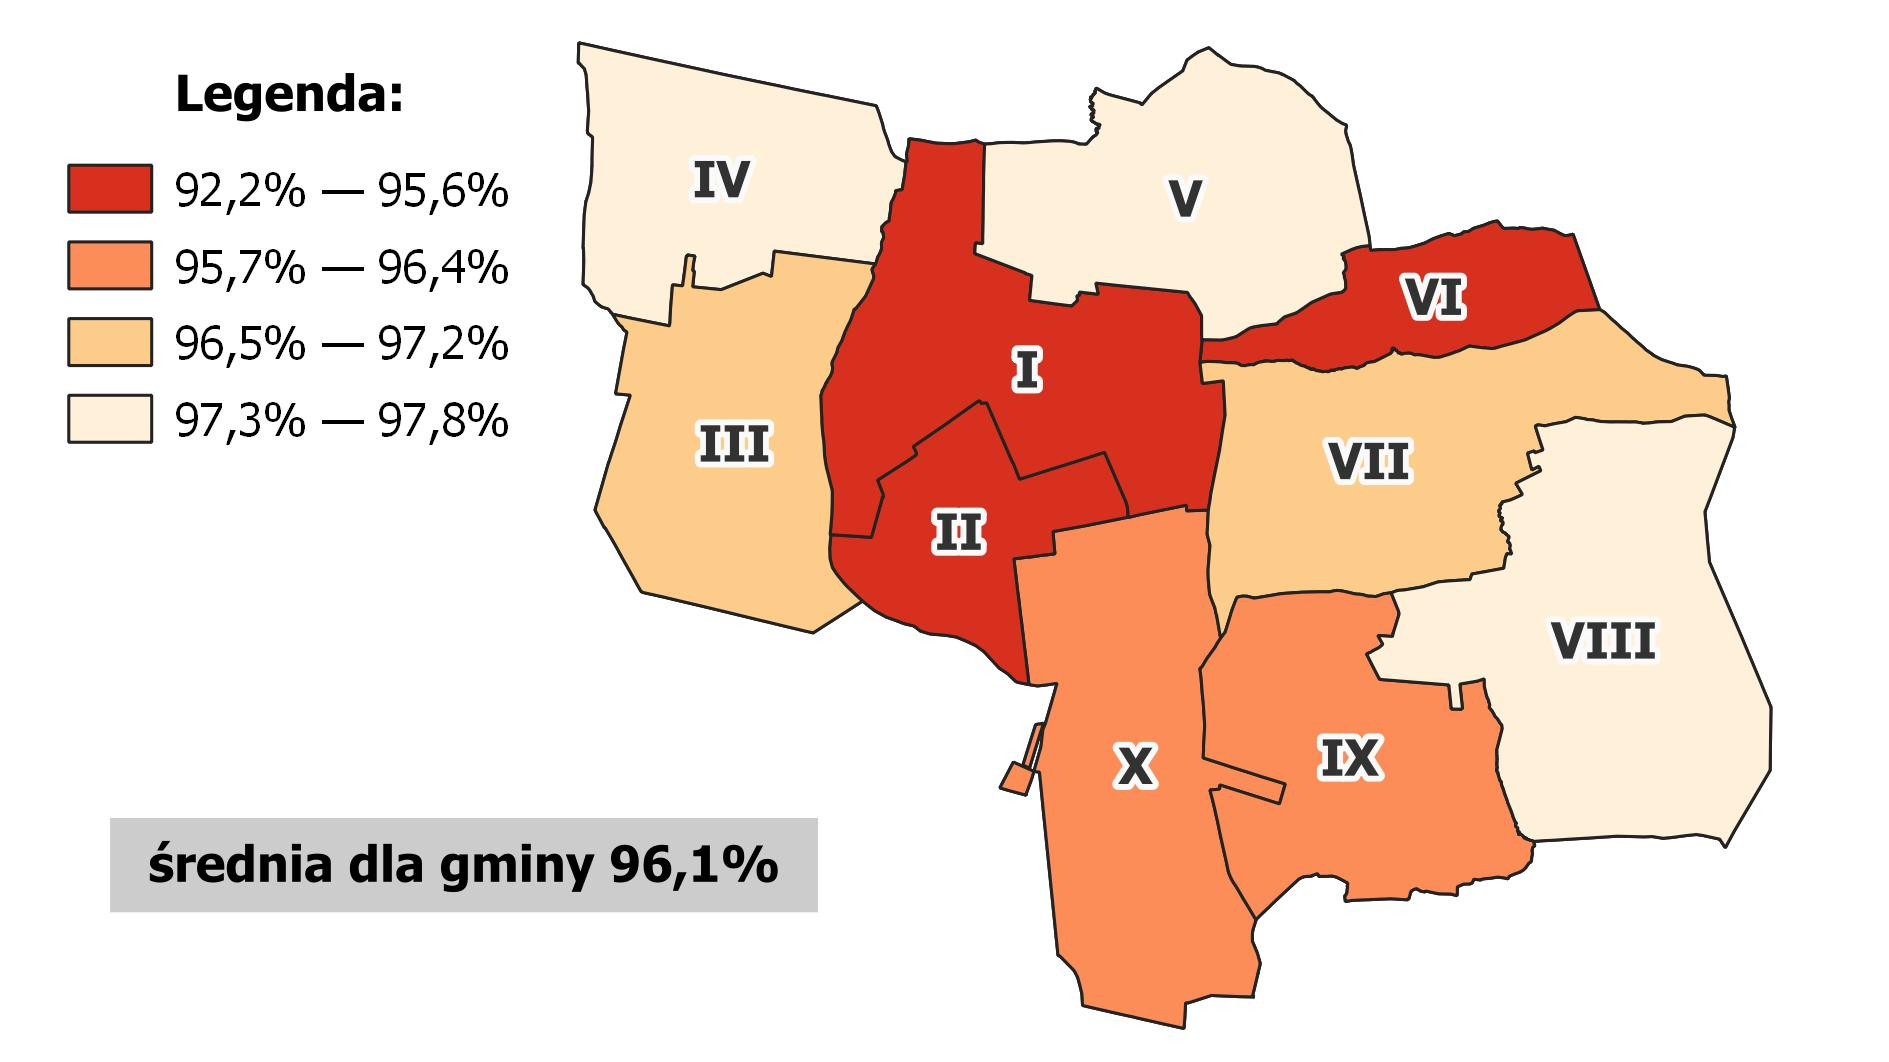 Legenda:
92,2% — 95,6%
95,7% — 96,4%
96,5% — 97,2%
97,3% — 97,8%
IV
V
VI
I
III
VII
II
VIII
IX
X
średnia dla gminy 96,1%